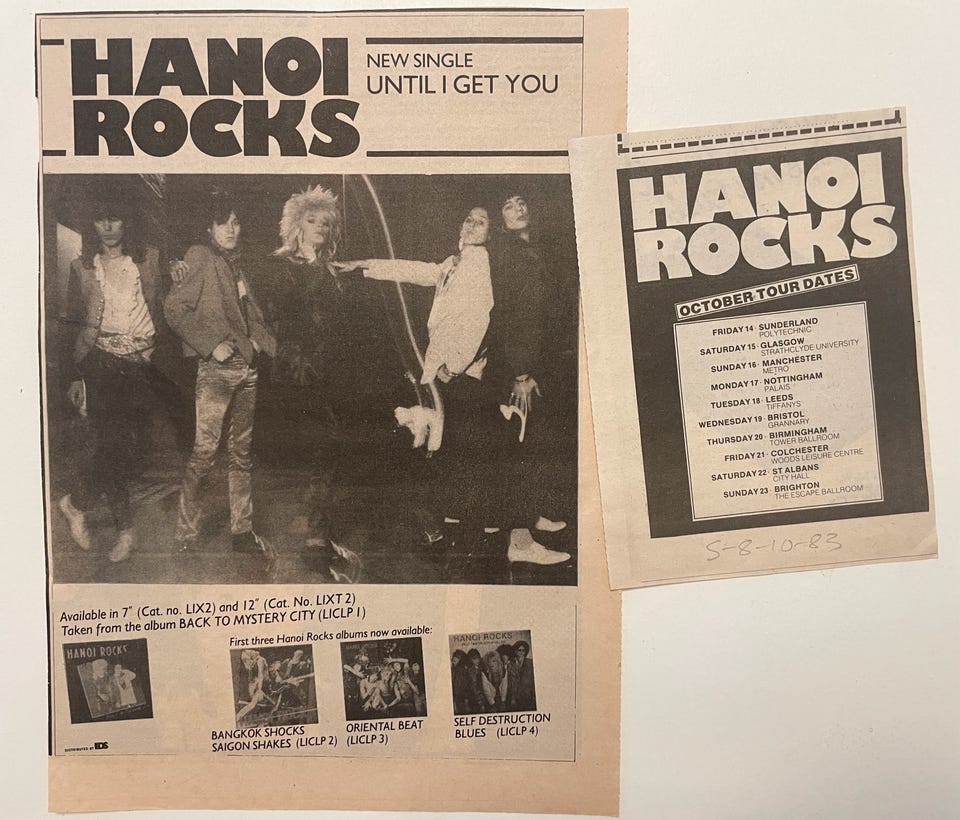 HANOI
ROCKS
NEW SINGLE
UNTIL I GET YOU
Available in 7" (Cat. no. LIX2) and 12" (Cat. No. LIXT 2)
Taken from the album BACK TO MYSTERY CITY (LICLP 1)
First three Hanoi Rocks albums now available:
HANOI ROCKS
HANOI ROCKS
BANGKOK SHOCKS
SAIGON SHAKES (LICLP 2)
ORIENTAL BEAT
(LICLP 3)
SELF DESTRUCTION
BLUES (LICLP 4)
DISTRIBUTED BY IDS
HANOI
ROCKS
OCTOBER TOUR DATES
FRIDAY 14 · SUNDERLAND
POLYTECHNIC
SATURDAY 15 · GLASGOW
STRATHCLYDE UNIVERSITY
SUNDAY 16 · MANCHESTER
METRO
MONDAY 17 · NOTTINGHAM
PALAIS
TUESDAY 18 · LEEDS
TIFFANYS
WEDNESDAY 19 · BRISTOL
GRANNARY
THURSDAY 20 · BIRMINGHAM
TOWER BALLROOM
FRIDAY 21 · COLCHESTER
WOODS LEISURE CENTRE
SATURDAY 22 · ST ALBANS
CITY HALL
SUNDAY 23 · BRIGHTON
THE ESCAPE BALLROOM
S-8-10-83